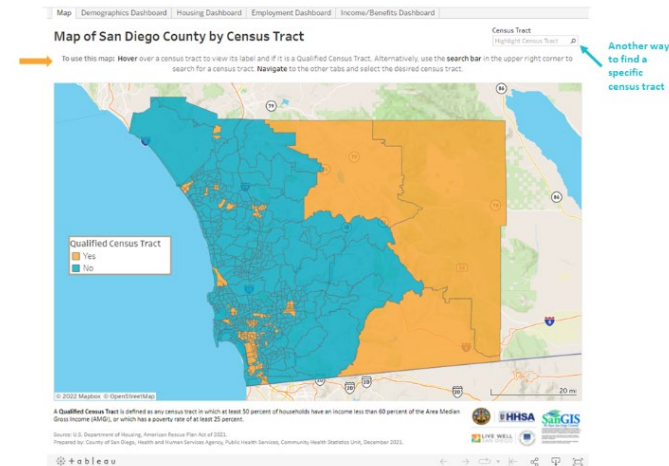 Map Demographics Dashboard Housing Dashboard Employment Dashboard Income/Benefits Dashboard
Map of San Diego County by Census Tract
Census Tract
Highlight Census Tract
Another way
to find a
specific
census tract
To use this map: Hover over a census tract to view its label and if it is a Qualified Census Tract. Alternatively, use the search bar in the upper right corner to
search for a census tract. Navigate to the other tabs and select the desired census tract.
86
79
86
Qualified Census Tract
Yes
No
© 2022 Mapbox © OpenStreetMap
20 mi
A Qualified Census Tract is defined as any census tract in which at least 50 percent of households have an income less than 60 percent of the Area Median
Gross Income (AMGI), or which has a poverty rate of at least 25 percent.
HHSA
SanGIS
LIVE WELL
Source: U.S. Department of Housing, American Rescue Plan Act of 2021.
Prepared by: County of San Diego, Health and Human Services Agency, Public Health Services, Community Health Statistics Unit, December 2021.
+ a b l e a u